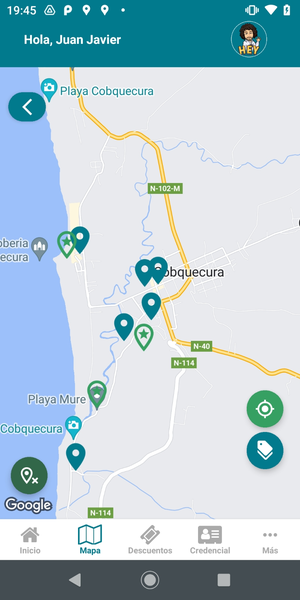 19:45
Hola, Juan Javier
HEY
Playa Cobquecura
N-102-M
oberia
ecura
Cobquecura
N-40
N-114
Playa Mure
Cobquecura
Google
N-114
Inicio
Mapa
Descuentos
Credencial
Más